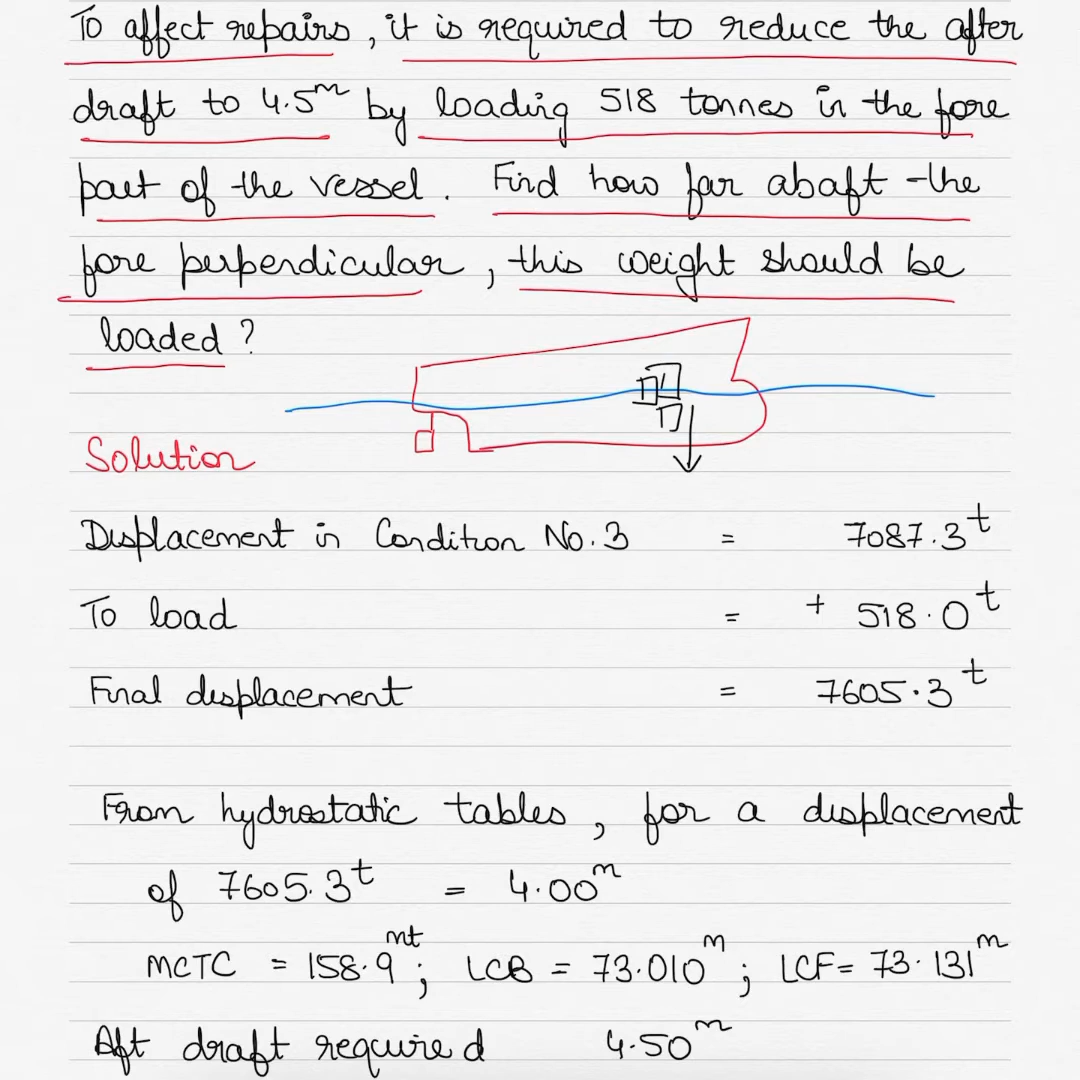 To affect repairs, it is required to reduce the after
draft to 4.5m by loading 518 tonnes in the fore
part of the vessel. Find how far abaft the
fore perpendicular, this weight should be
loaded?
Solution
Displacement in Condition No.3 = 7087.3t
To load = + 518.0t
Final displacement = 7605.3t
From hydrostatic tables, for a displacement
of 7605.3t = 4.00m
MCTC = 158.9mt; LCB = 73.010m; LCF= 73.131m
Aft draft required 4.50m